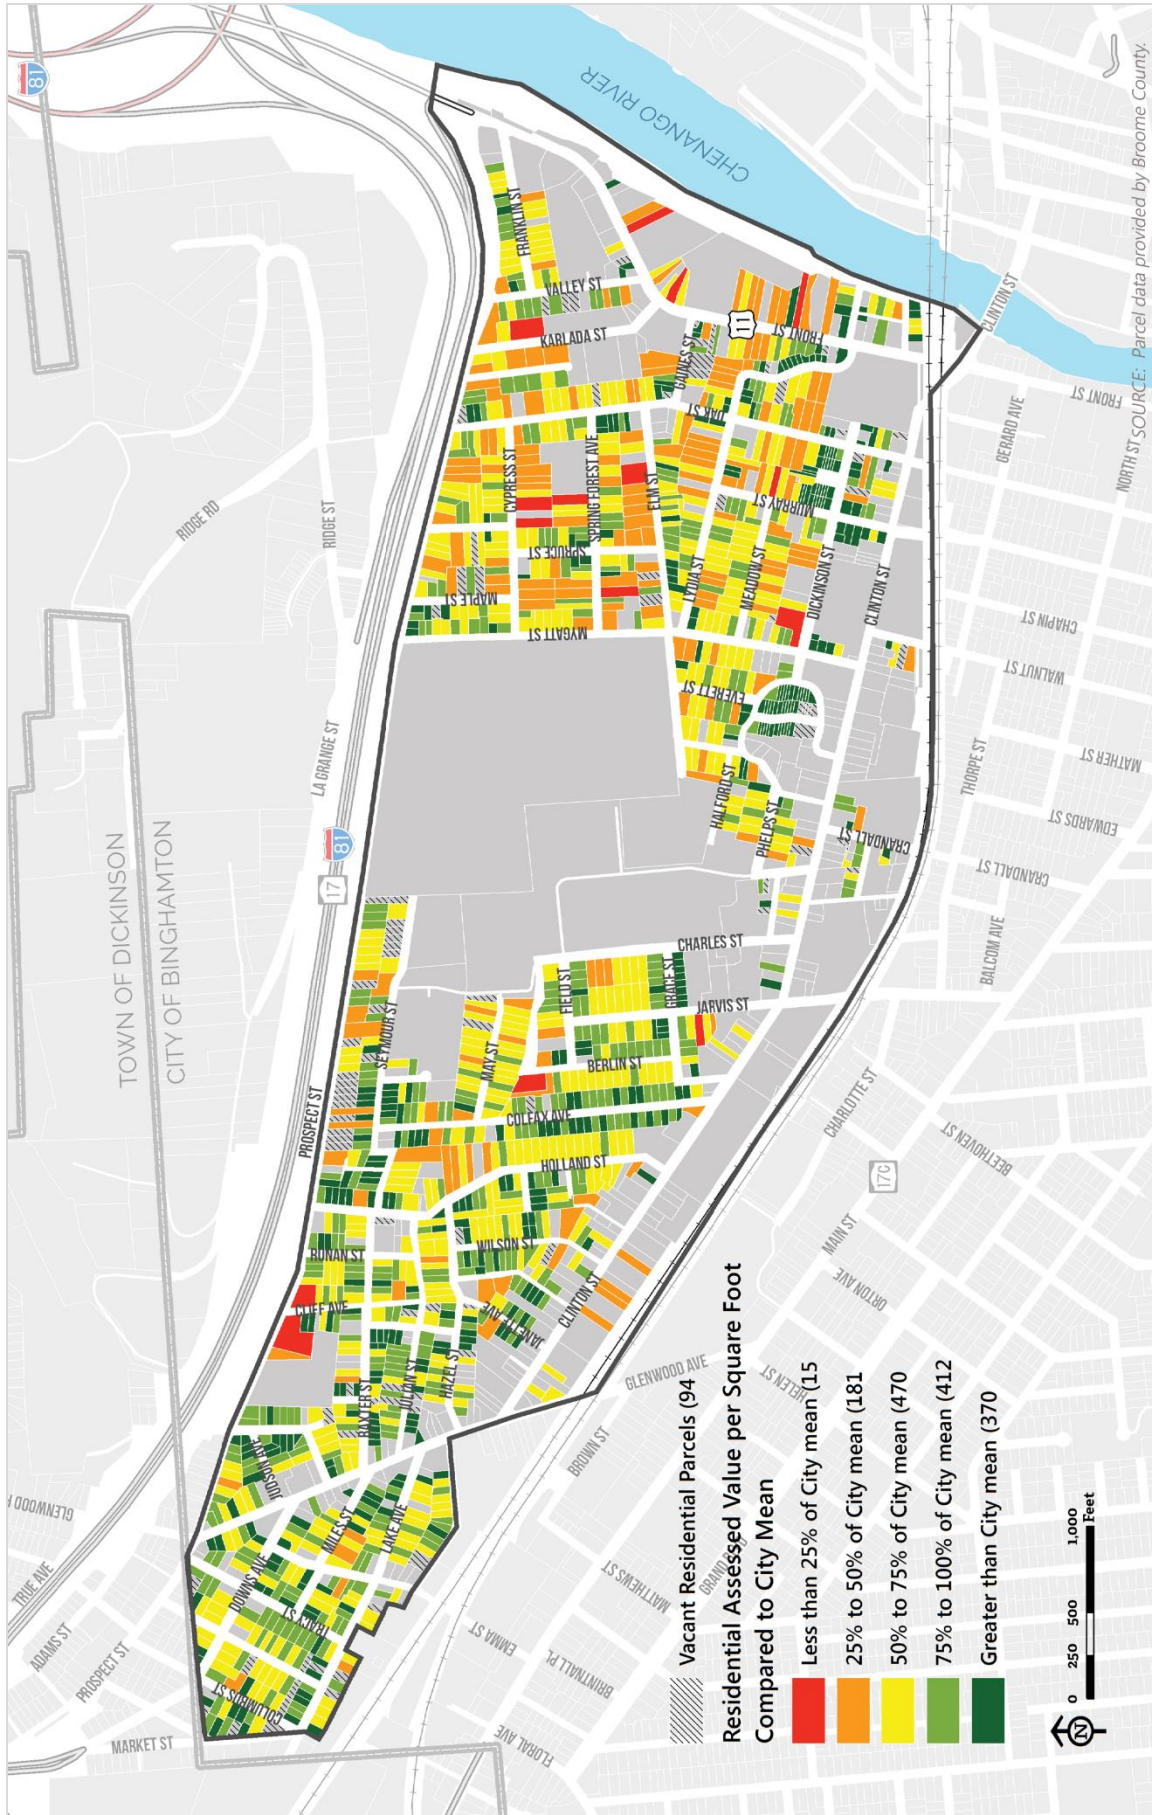 81
TOWN OF DICKINSON
CITY OF BINGHAMTON
CHENANGO RIVER
RIDGE RD
RIDGE ST
LA GRANGE ST
81
17
PROSPECT ST
FRANKLIN ST
VALLEY ST
KARLADA ST
GAINES ST
111
FRONT ST
OAK ST
CYPRESS ST
SPRING FOREST AVE
ELM ST
MURRAY ST
SPRUCE ST
MAPLE ST
MYGATT ST
LYDIA ST
MEADOW ST
DICKINSON ST
CLINTON ST
EVERETT ST
HALFORD ST
PHELPS ST
CRANDALL ST
CHARLES ST
SEYMOUR ST
MAY ST
FIELD ST
GRACE ST
JARVIS ST
BERLIN ST
COLFAX AVE
HOLLAND ST
RONAN ST
WILSON ST
CLIFF AVE
JANETTE AVE
CLINTON ST
BAXTER ST
JULIAN ST
HAZEL ST
JUDSON AVE
MILES ST
LAKE AVE
DOWNS AVE
TRACY ST
COLUMBUS ST
TRUE AVE
ADAMS ST
PROSPECT ST
MARKET ST
CLINTON ST
FRONT ST
GERARD AVE
NORTH ST
CHAPIN ST
WALNUT ST
MATHER ST
THORPE ST
EDWARDS ST
CRANDALL ST
BALCOM AVE
CHARLOTTE ST
BEETHOVEN ST
17C
MAIN ST
ORTON AVE
HELEN ST
GLENWOOD AVE
BROWN ST
MATTHEWS ST
EMMA ST
BRINTNALL PL
FLORAL AVE
Vacant Residential Parcels (94
Residential Assessed Value per Square Foot
Compared to City Mean
Less than 25% of City mean (15
25% to 50% of City mean (181
50% to 75% of City mean (470
75% to 100% of City mean (412
Greater than City mean (370
N
0 250 500 1,000
Feet
SOURCE: Parcel data provided by Broome County.